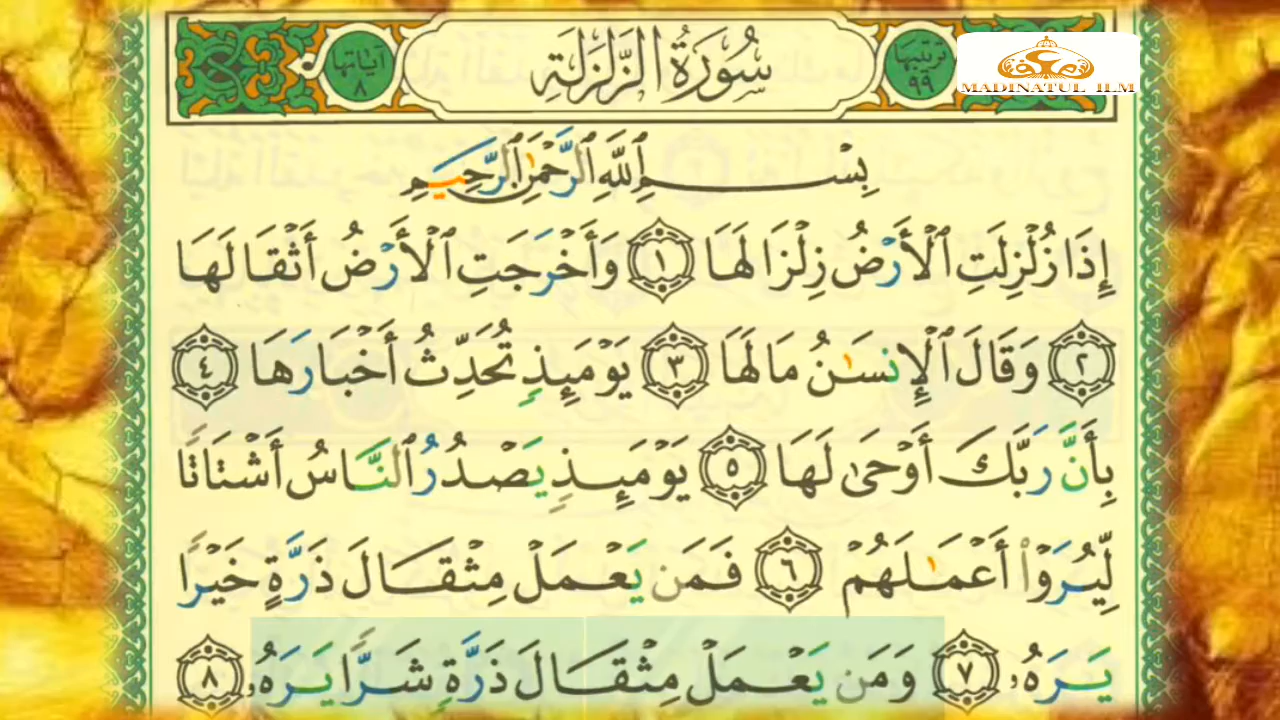 ترتيبها ٩٩ سُورَةُ الزَّلْزَلَةِ آياتها ٨
MADINATUL ILM
بِسْمِ ٱللَّهِ ٱلرَّحْمَٰنِ ٱلرَّحِيمِ
إِذَا زُلْزِلَتِ ٱلْأَرْضُ زِلْزَالَهَا ١ وَأَخْرَجَتِ ٱلْأَرْضُ أَثْقَالَهَا
٢ وَقَالَ ٱلْإِنسَٰنُ مَا لَهَا ٣ يَوْمَئِذٍ تُحَدِّثُ أَخْبَارَهَا ٤
بِأَنَّ رَبَّكَ أَوْحَىٰ لَهَا ٥ يَوْمَئِذٍ يَصْدُرُ ٱلنَّاسُ أَشْتَاتًا
لِّيُرَوْا۟ أَعْمَٰلَهُمْ ٦ فَمَن يَعْمَلْ مِثْقَالَ ذَرَّةٍ خَيْرًا
يَرَهُۥ ٧ وَمَن يَعْمَلْ مِثْقَالَ ذَرَّةٍ شَرًّا يَرَهُۥ ٨